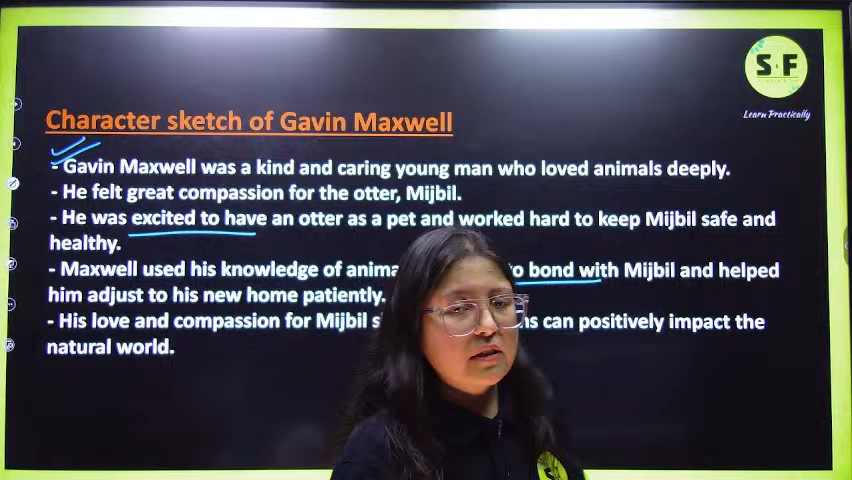 S F
Learn Practically
Character sketch of Gavin Maxwell
- Gavin Maxwell was a kind and caring young man who loved animals deeply.
- He felt great compassion for the otter, Mijbil.
- He was excited to have an otter as a pet and worked hard to keep Mijbil safe and
healthy.
- Maxwell used his knowledge of anima to bond with Mijbil and helped
him adjust to his new home patiently.
- His love and compassion for Mijbil s ns can positively impact the
natural world.